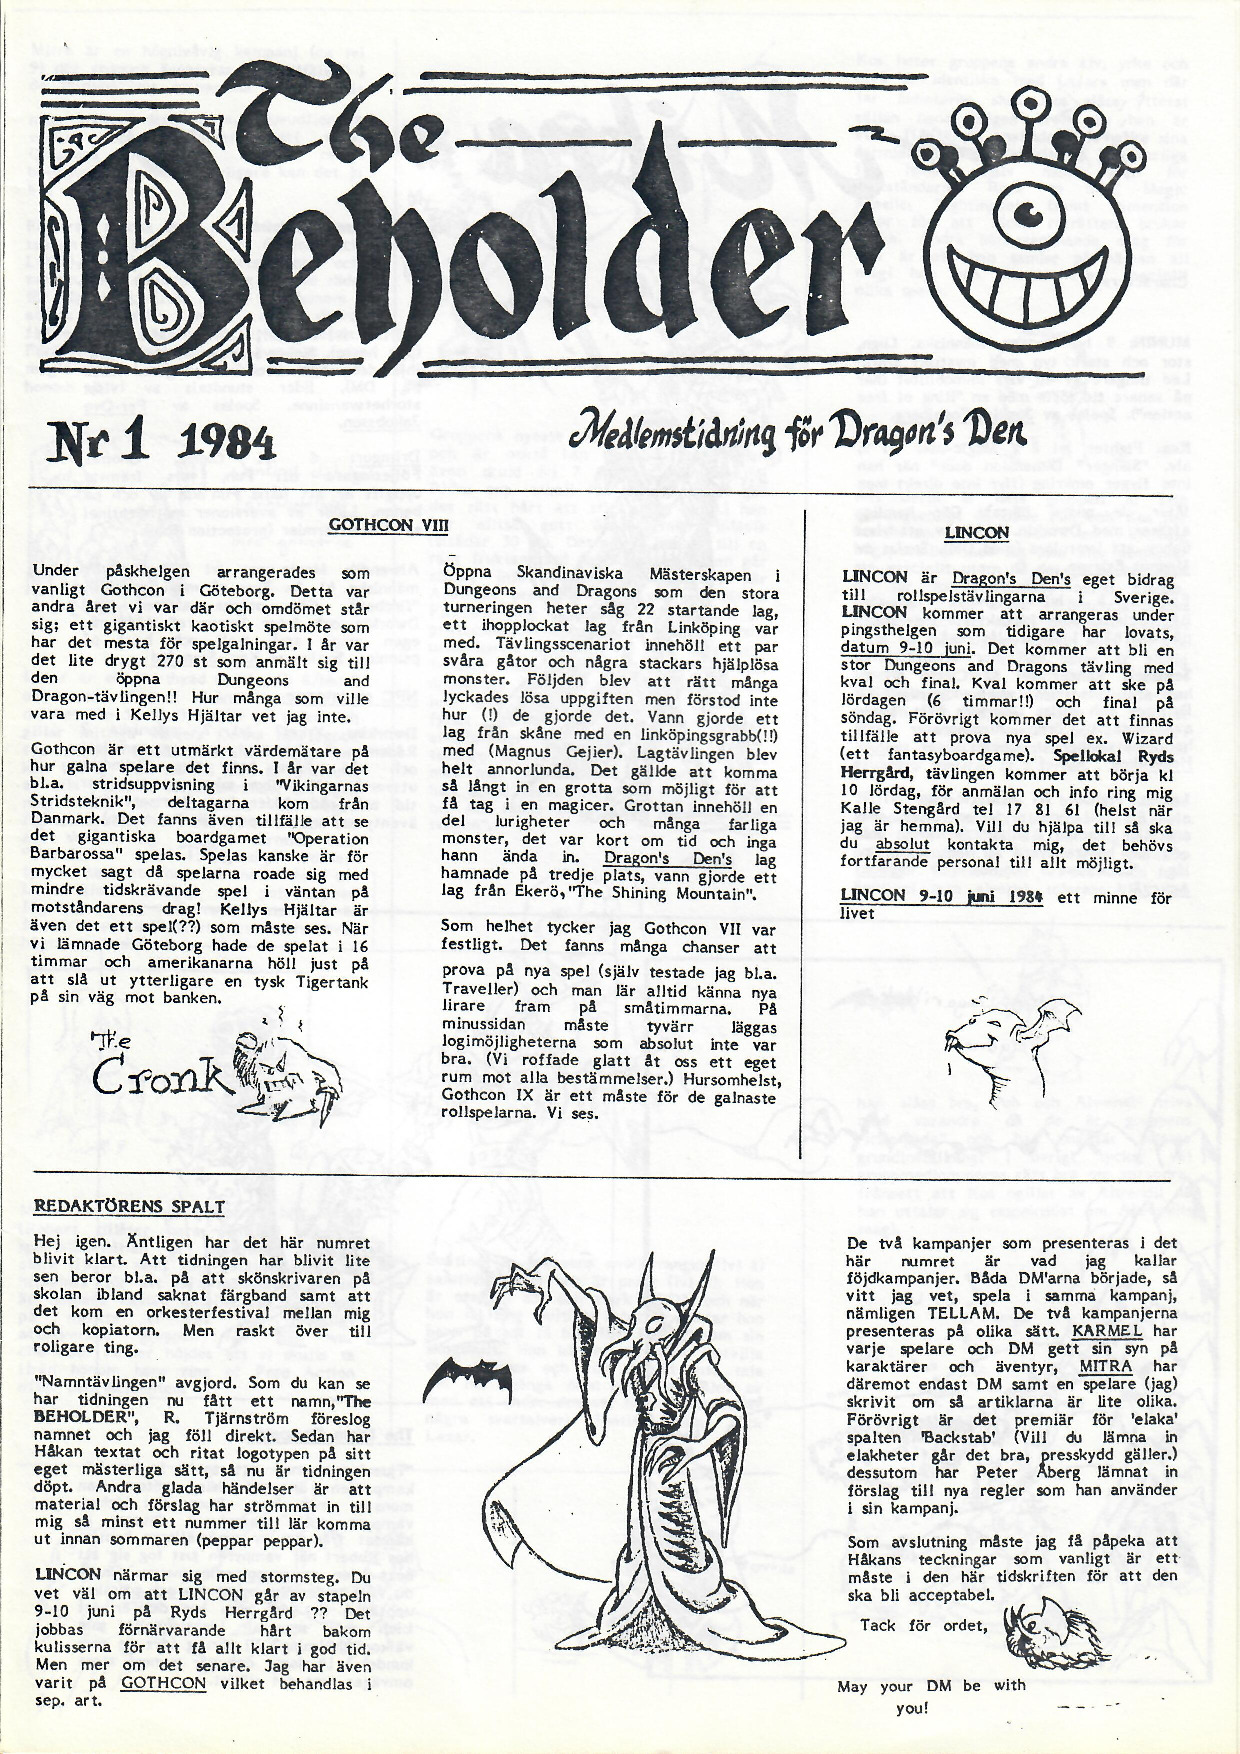 The
Beholder
Nr 1 1984
Medlemstidning för Dragon's Den
GOTHCON VIII
Under påskhelgen arrangerades som
vanligt Gothcon i Göteborg. Detta var
andra året vi var där och omdömet står
sig; ett gigantiskt kaotiskt spelmöte som
har det mesta för spelgalningar. I år var
det lite drygt 270 st som anmält sig till
den öppna Dungeons and
Dragon-tävlingen!! Hur många som ville
vara med i Kellys Hjältar vet jag inte.
Gothcon är ett utmärkt värdemätare på
hur galna spelare det finns. I år var det
bl.a. stridsuppvisning i "Vikingarnas
Stridsteknik", deltagarna kom från
Danmark. Det fanns även tillfälle att se
det gigantiska boardgamet "Operation
Barbarossa" spelas. Spelas kanske är för
mycket sagt då spelarna roade sig med
mindre tidskrävande spel i väntan på
motståndarens drag! Kellys Hjältar är
även det ett spel(??) som måste ses. När
vi lämnade Göteborg hade de spelat i 16
timmar och amerikanarna höll just på
att slå ut ytterligare en tysk Tigertank
på sin väg mot banken.
The
Cronk
Öppna Skandinaviska Mästerskapen i
Dungeons and Dragons som den stora
turneringen heter såg 22 startande lag,
ett ihopplockat lag från Linköping var
med. Tävlingsscenariot innehöll ett par
svåra gåtor och några stackars hjälplösa
monster. Följden blev att rätt många
lyckades lösa uppgiften men förstod inte
hur (!) de gjorde det. Vann gjorde ett
lag från skåne med en linköpingsgrabb(!!)
med (Magnus Gejier). Lagtävlingen blev
helt annorlunda. Det gällde att komma
så långt in en grotta som möjligt för att
få tag i en magicer. Grottan innehöll en
del lurigheter och många farliga
monster, det var kort om tid och inga
hann ända in. Dragon's Den's lag
hamnade på tredje plats, vann gjorde ett
lag från Ekerö,"The Shining Mountain".
Som helhet tycker jag Gothcon VII var
festligt. Det fanns många chanser att
prova på nya spel (själv testade jag bl.a.
Traveller) och man lär alltid känna nya
lirare fram på småtimmarna. På
minussidan måste tyvärr läggas
logimöjligheterna som absolut inte var
bra. (Vi roffade glatt åt oss ett eget
rum mot alla bestämmelser.) Hursomhelst,
Gothcon IX är ett måste för de galnaste
rollspelarna. Vi ses.
LINCON
LINCON är Dragon's Den's eget bidrag
till rollspelstävlingarna i Sverige.
LINCON kommer att arrangeras under
pingsthelgen som tidigare har lovats,
datum 9-10 juni. Det kommer att bli en
stor Dungeons and Dragons tävling med
kval och final. Kval kommer att ske på
lördagen (6 timmar!!) och final på
söndag. Förövrigt kommer det att finnas
tillfälle att prova nya spel ex. Wizard
(ett fantasyboardgame). Spellokal Ryds
Herrgård, tävlingen kommer att börja kl
10 lördag, för anmälan och info ring mig
Kalle Stengård tel 17 81 61 (helst när
jag är hemma). Vill du hjälpa till så ska
du absolut kontakta mig, det behövs
fortfarande personal till allt möjligt.
LINCON 9-10 juni 1984 ett minne för
livet
REDAKTÖRENS SPALT
Hej igen. Äntligen har det här numret
blivit klart. Att tidningen har blivit lite
sen beror bl.a. på att skönskrivaren på
skolan ibland saknat färgband samt att
det kom en orkesterfestival mellan mig
och kopiatorn. Men raskt över till
roligare ting.
"Namntävlingen" avgjord. Som du kan se
har tidningen nu fått ett namn,"The
BEHOLDER", R. Tjärnström föreslog
namnet och jag föll direkt. Sedan har
Håkan textat och ritat logotypen på sitt
eget mästerliga sätt, så nu är tidningen
döpt. Andra glada händelser är att
material och förslag har strömmat in till
mig så minst ett nummer till lär komma
ut innan sommaren (peppar peppar).
LINCON närmar sig med stormsteg. Du
vet väl om att LINCON går av stapeln
9-10 juni på Ryds Herrgård ?? Det
jobbas förnärvarande hårt bakom
kulisserna för att få allt klart i god tid.
Men mer om det senare. Jag har även
varit på GOTHCON vilket behandlas i
sep. art.
De två kampanjer som presenteras i det
här numret är vad jag kallar
föjdkampanjer. Båda DM'arna började, så
vitt jag vet, spela i samma kampanj,
nämligen TELLAM. De två kampanjerna
presenteras på olika sätt. KARMEL har
varje spelare och DM gett sin syn på
karaktärer och äventyr, MITRA har
däremot endast DM samt en spelare (jag)
skrivit om så artiklarna är lite olika.
Förövrigt är det premiär för 'elaka'
spalten 'Backstab' (Vill du lämna in
elakheter går det bra, presskydd gäller.)
dessutom har Peter Åberg lämnat in
förslag till nya regler som han använder
i sin kampanj.
Som avslutning måste jag få påpeka att
Håkans teckningar som vanligt är ett
måste i den här tidskriften för att den
ska bli acceptabel.
Tack för ordet,
May your DM be with
you!